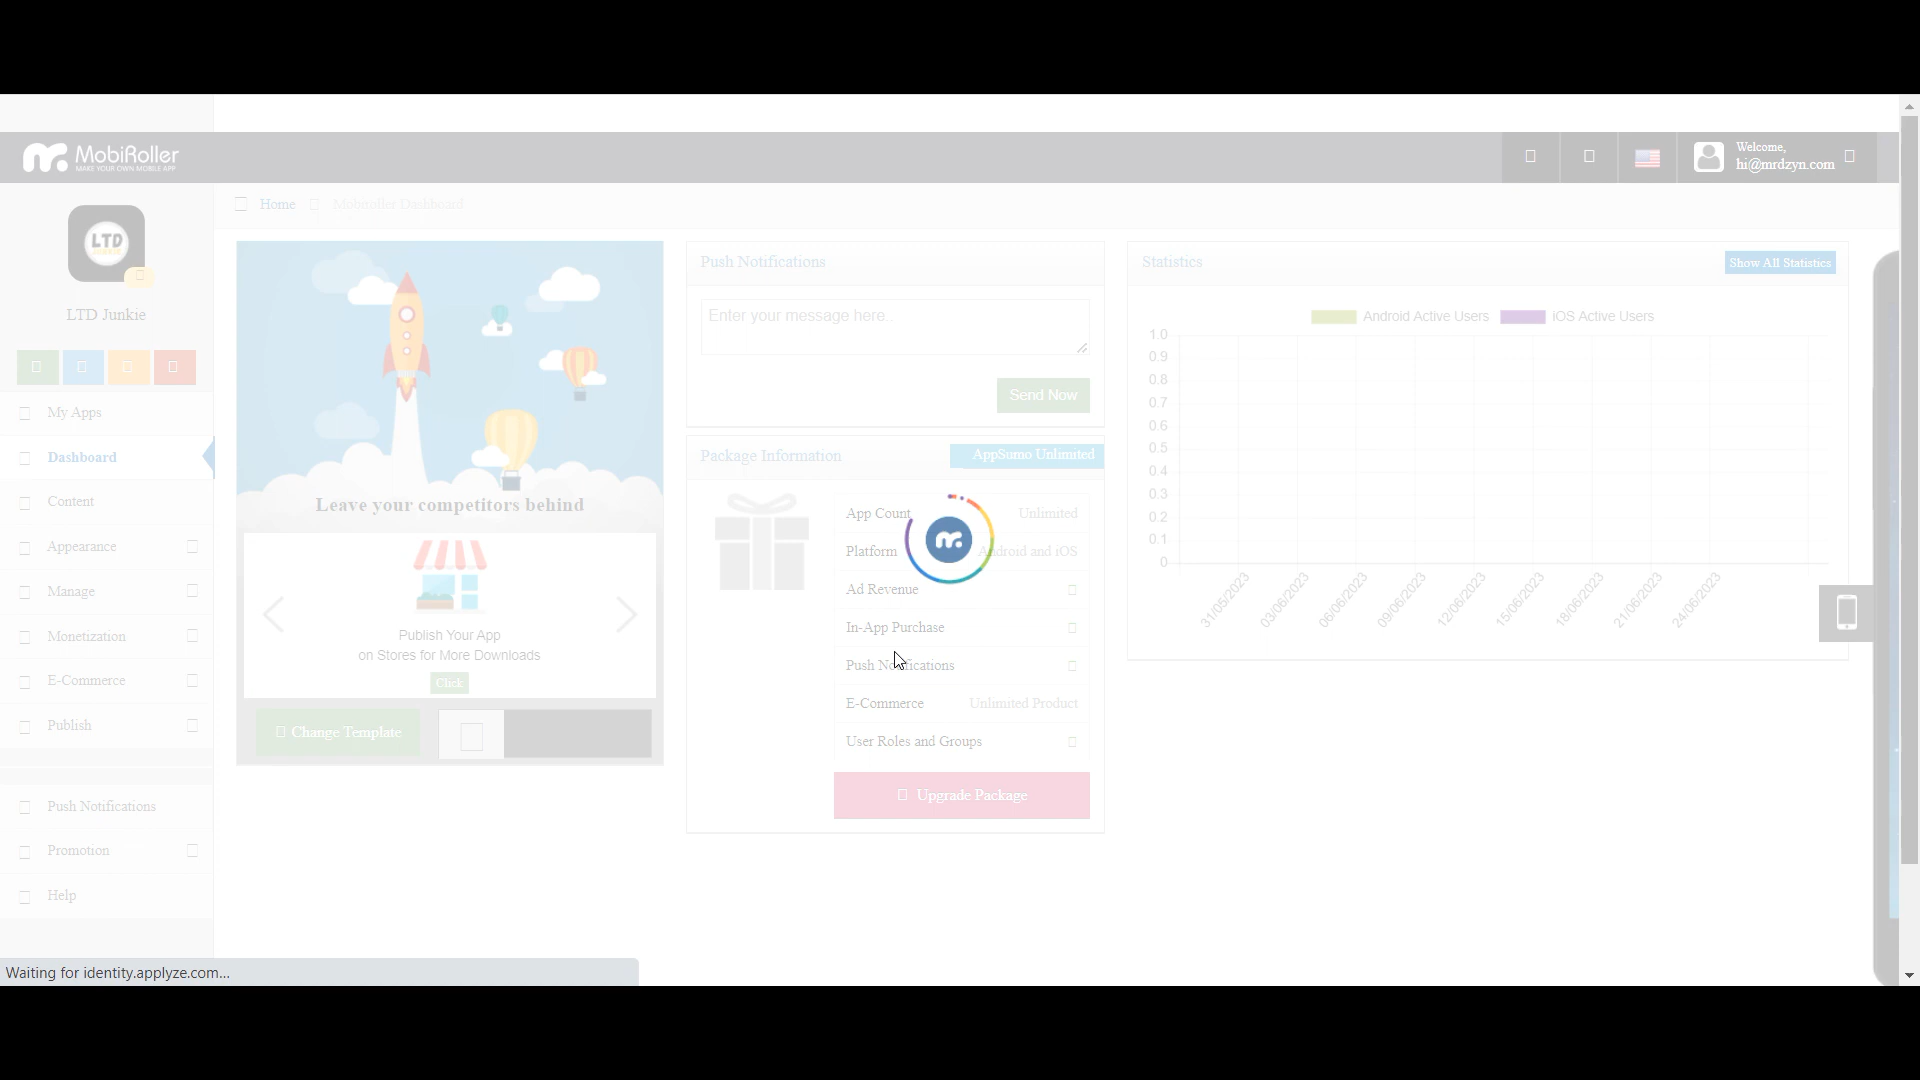 MobiRoller
MAKE YOUR OWN MOBILE APP
Welcome,
hi@mrdzyn.com
Home
Mobiroller Dashboard
LTD
LTD Junkie
My Apps
Dashboard
Content
Appearance
Manage
Monetization
E-Commerce
Publish
Push Notifications
Promotion
Help
Leave your competitors behind
Publish Your App
on Stores for More Downloads
Click
Change Template
Push Notifications
Enter your message here..
Send Now
Package Information
AppSumo Unlimited
App Count Unlimited
Platform Android and iOS
Ad Revenue
In-App Purchase
Push Notifications
E-Commerce Unlimited Product
User Roles and Groups
Upgrade Package
Statistics
Show All Statistics
Android Active Users iOS Active Users
1.0
0.9
0.8
0.7
0.6
0.5
0.4
0.3
0.2
0.1
0
31/05/2023 03/06/2023 06/06/2023 09/06/2023 12/06/2023 15/06/2023 18/06/2023 21/06/2023 24/06/2023
Waiting for identity.applyze.com...